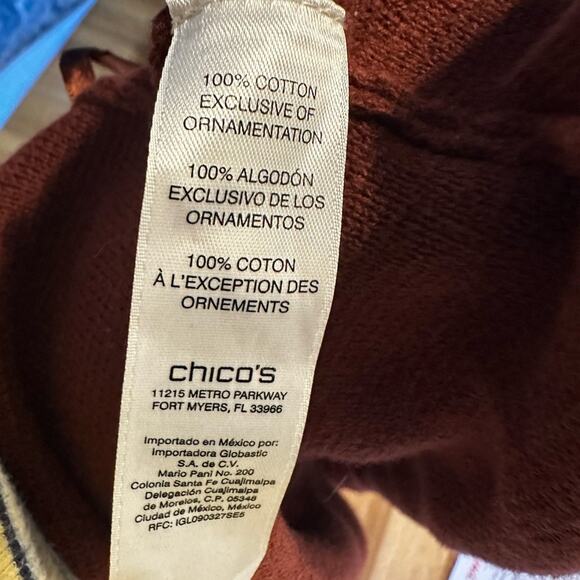 100% COTTON
EXCLUSIVE OF
ORNAMENTATION
100% ALGODÓN
EXCLUSIVO DE LOS
ORNAMENTOS
100% COTON
À L'EXCEPTION DES
ORNEMENTS
chico's
11215 METRO PARKWAY
FORT MYERS, FL 33966
Importado en México por:
Importadora Globastic
S.A. de C.V.
Mario Pani No. 200
Colonia Santa Fe Cuajimalpa
Delegación Cuajimalpa
de Morelos, C.P. 05348
Ciudad de México, México
RFC: IGL090327SE5